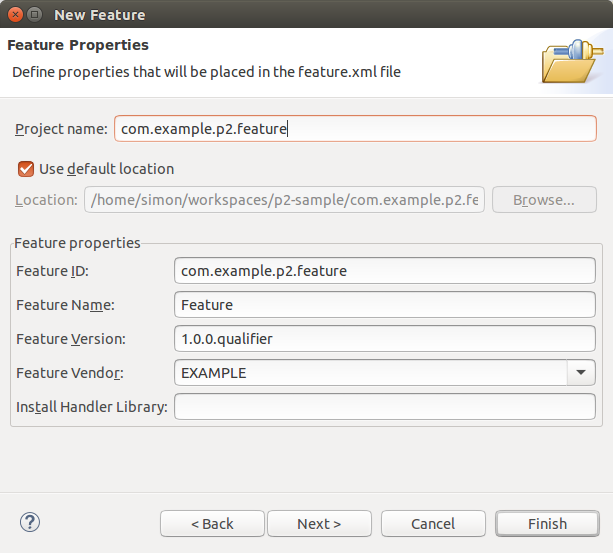 New Feature
Feature Properties
Define properties that will be placed in the feature.xml file
Project name: com.example.p2.feature
Use default location
Location: /home/simon/workspaces/p2-sample/com.example.p2.fe Browse...
Feature properties
Feature ID: com.example.p2.feature
Feature Name: Feature
Feature Version: 1.0.0.qualifier
Feature Vendor: EXAMPLE
Install Handler Library:
? < Back Next > Cancel Finish